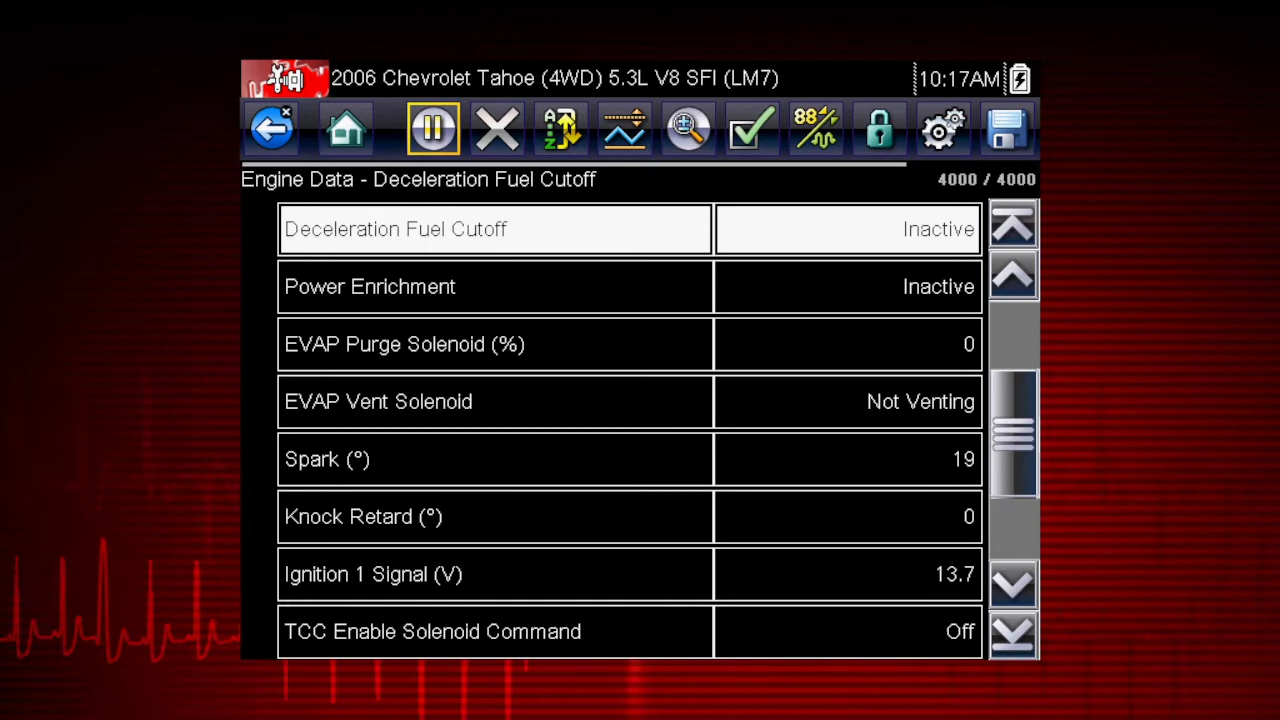 2006 Chevrolet Tahoe (4WD) 5.3L V8 SFI (LM7) 10:17AM
A Z 88
Engine Data - Deceleration Fuel Cutoff 4000 / 4000
Deceleration Fuel Cutoff Inactive
Power Enrichment Inactive
EVAP Purge Solenoid (%) 0
EVAP Vent Solenoid Not Venting
Spark (°) 19
Knock Retard (°) 0
Ignition 1 Signal (V) 13.7
TCC Enable Solenoid Command Off